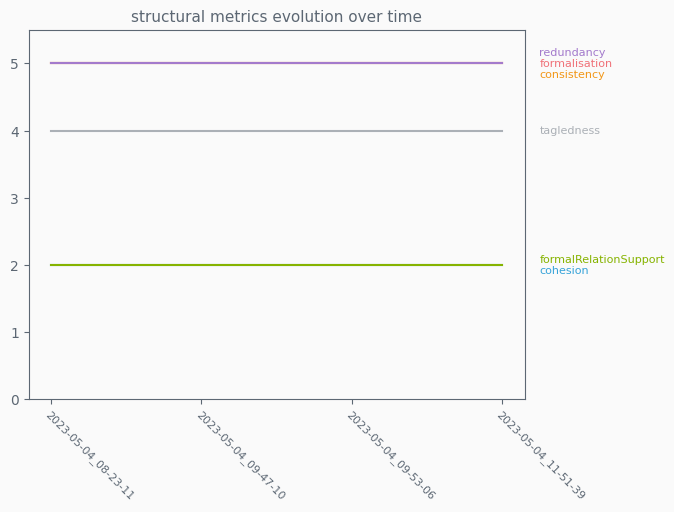 structural metrics evolution over time
5
4
3
2
1
0
redundancy
formalisation
consistency
tagledness
formalRelationSupport
cohesion
2023-05-04_08-23-11
2023-05-04_09-47-10
2023-05-04_09-53-06
2023-05-04_11-51-39